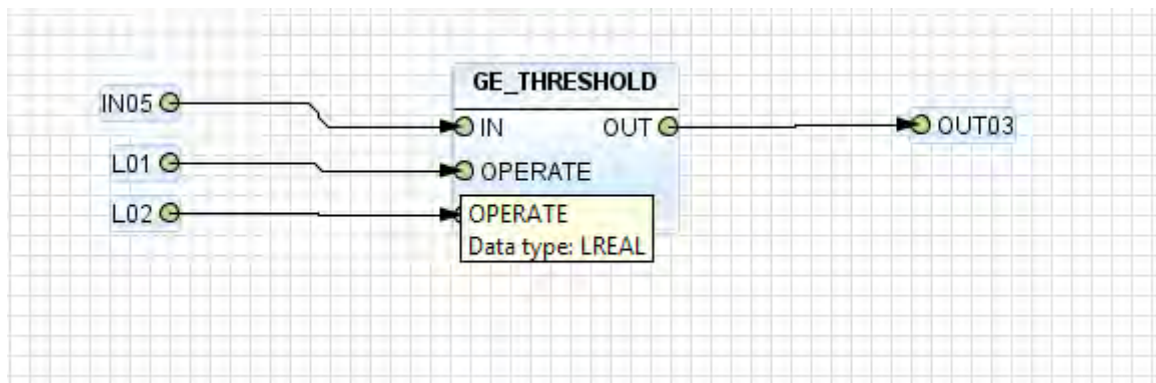 GE_THRESHOLD
IN05
IN OUT
OUT03
L01
OPERATE
L02
OPERATE
Data type: LREAL